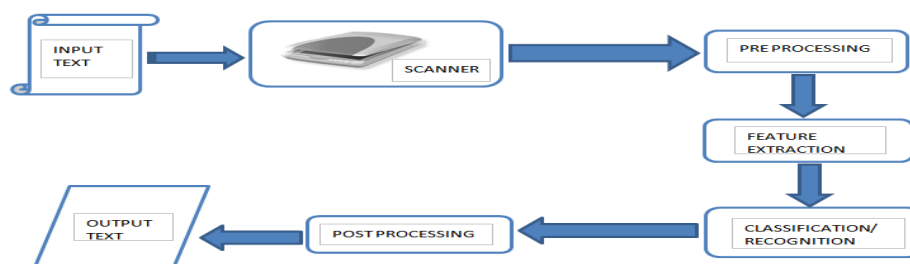 INPUT
TEXT
SCANNER
PRE PROCESSING
FEATURE
EXTRACTION
CLASSIFICATION/
RECOGNITION
POST PROCESSING
OUTPUT
TEXT